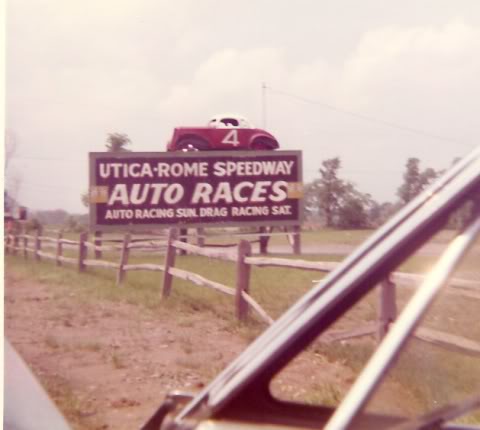 4
UTICA-ROME SPEEDWAY
AUTO RACES
AUTO RACING SUN. DRAG RACING SAT.